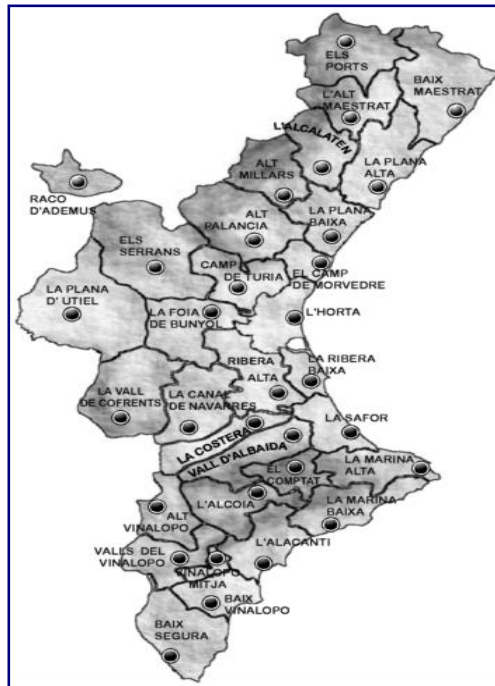 ELS
PORTS
BAIX
MAESTRAT
L'ALT
MAESTRAT
L'ALCALATEN
ALT
MILLARS
LA PLANA
ALTA
RACO
D'ADEMUS
ALT
PALANCIA
LA PLANA
BAIXA
ELS
SERRANS
CAMP
DE TURIA
EL CAMP
DE MORVEDRE
LA PLANA
D' UTIEL
LA FOIA
DE BUNYOL
L'HORTA
RIBERA
ALTA
LA RIBERA
BAIXA
LA VALL
DE COFRENTS
LA CANAL
DE NAVARRES
LA SAFOR
LA COSTERA
VALL D'ALBAIDA
EL
COMPTAT
LA MARINA
ALTA
L'ALCOIA
LA MARINA
BAIXA
ALT
VINALOPO
L'ALACANTI
VALLS DEL
VINALOPO
VINALOPO
MITJA
BAIX
VINALOPO
BAIX
SEGURA